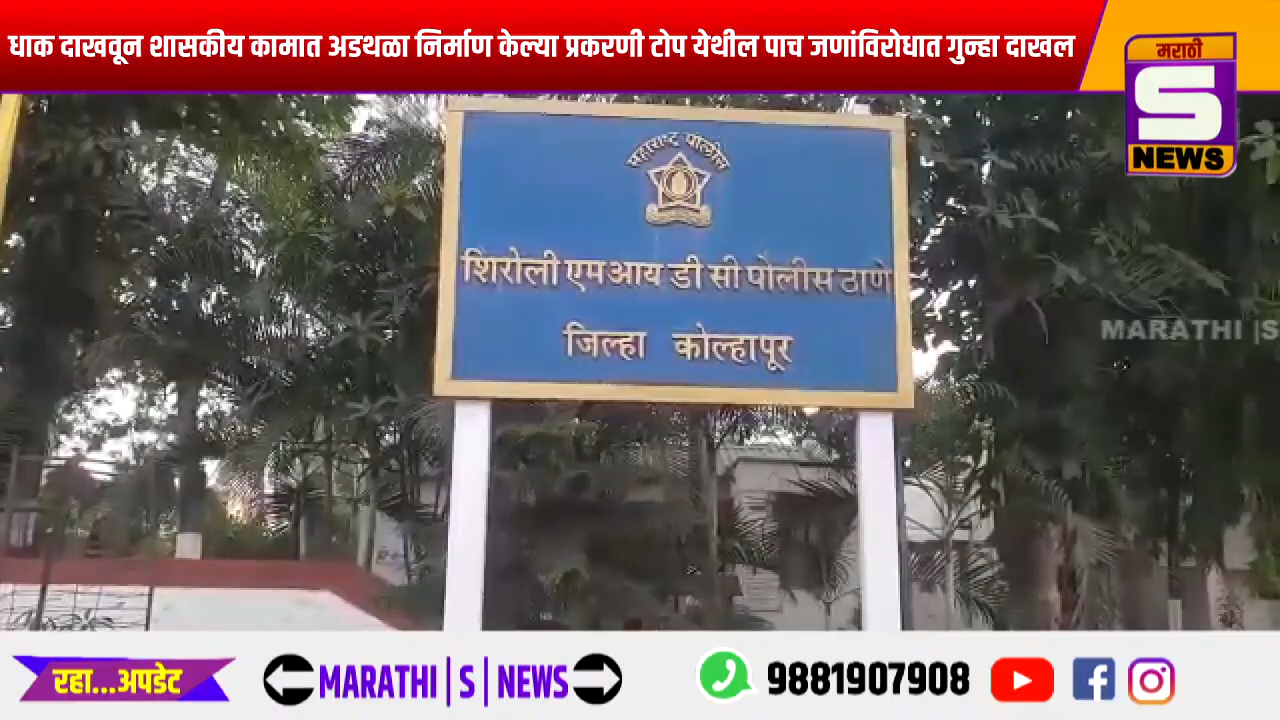 धाक दाखवून शासकीय कामात अडथळा निर्माण केल्या प्रकरणी टोप येथील पाच जणांविरोधात गुन्हा दाखल
मराठी
S
NEWS
महाराष्ट्र पोलीस
शिरोली एम आय डी सी पोलीस ठाणे
जिल्हा कोल्हापूर
MARATHI |S
रहा...अपडेट
MARATHI | S | NEWS
9881907908